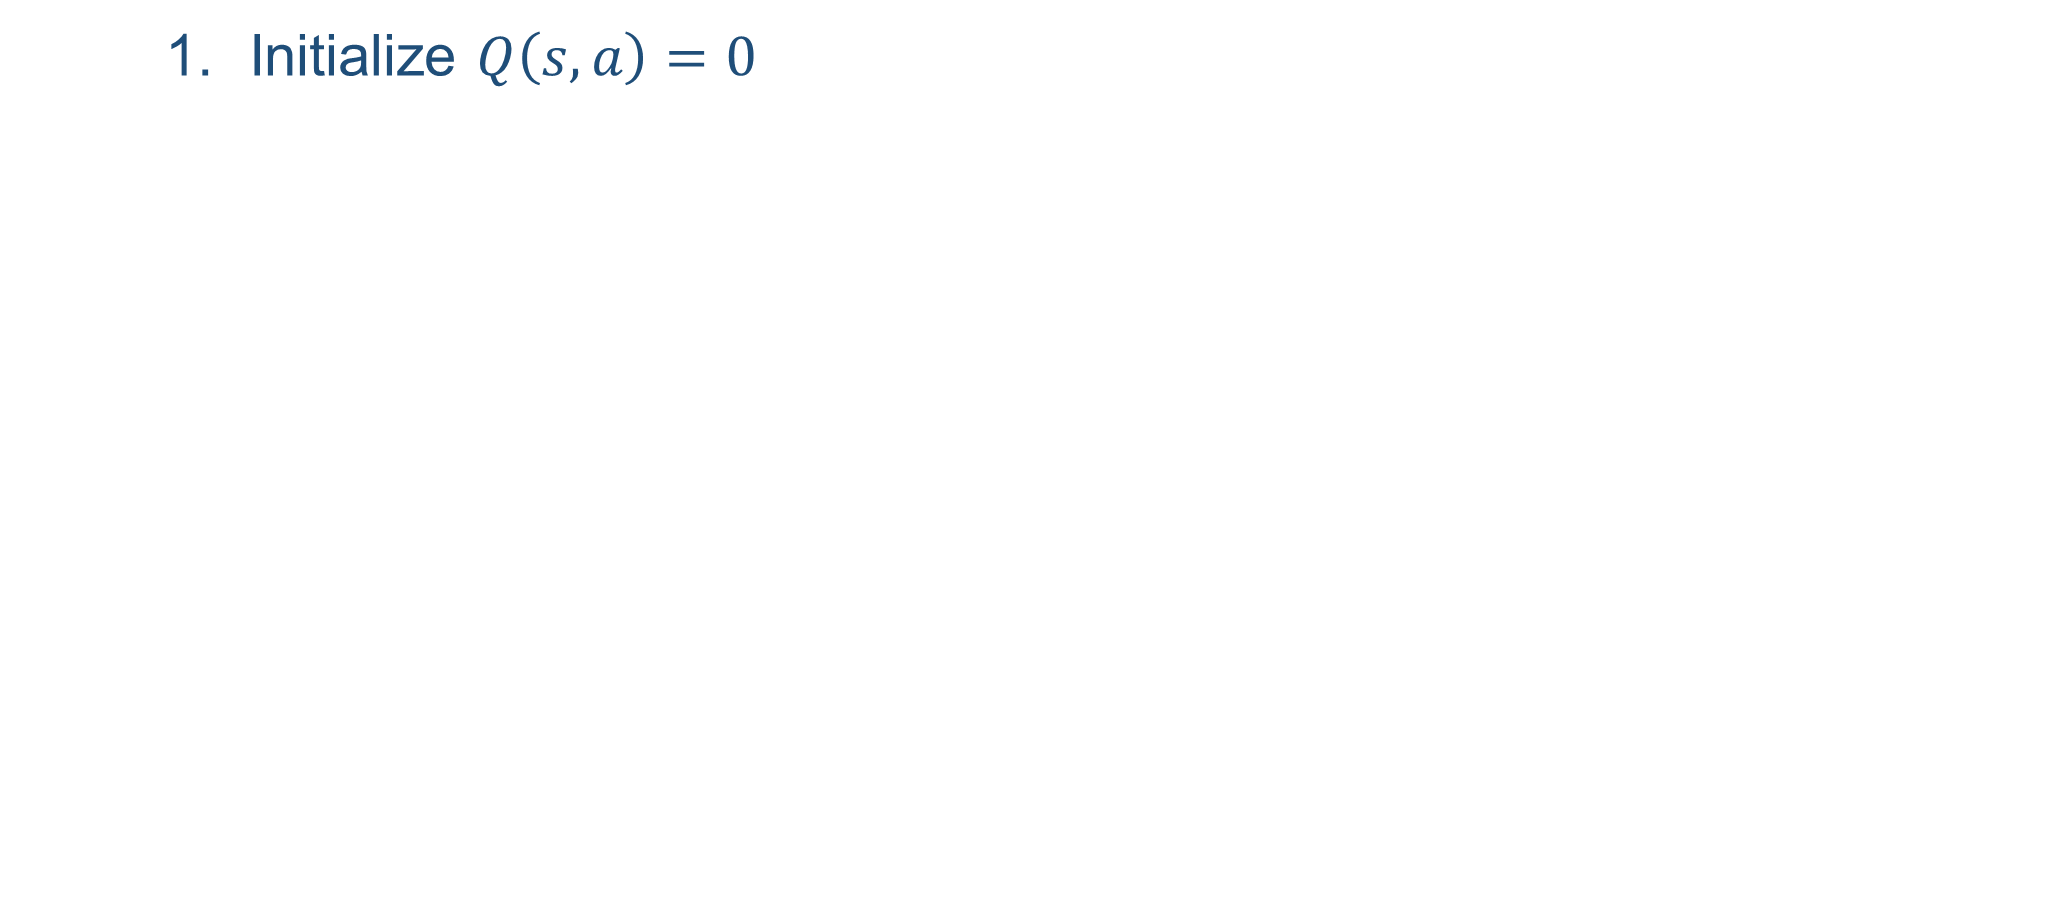 1. Initialize Q(s, a) = 0